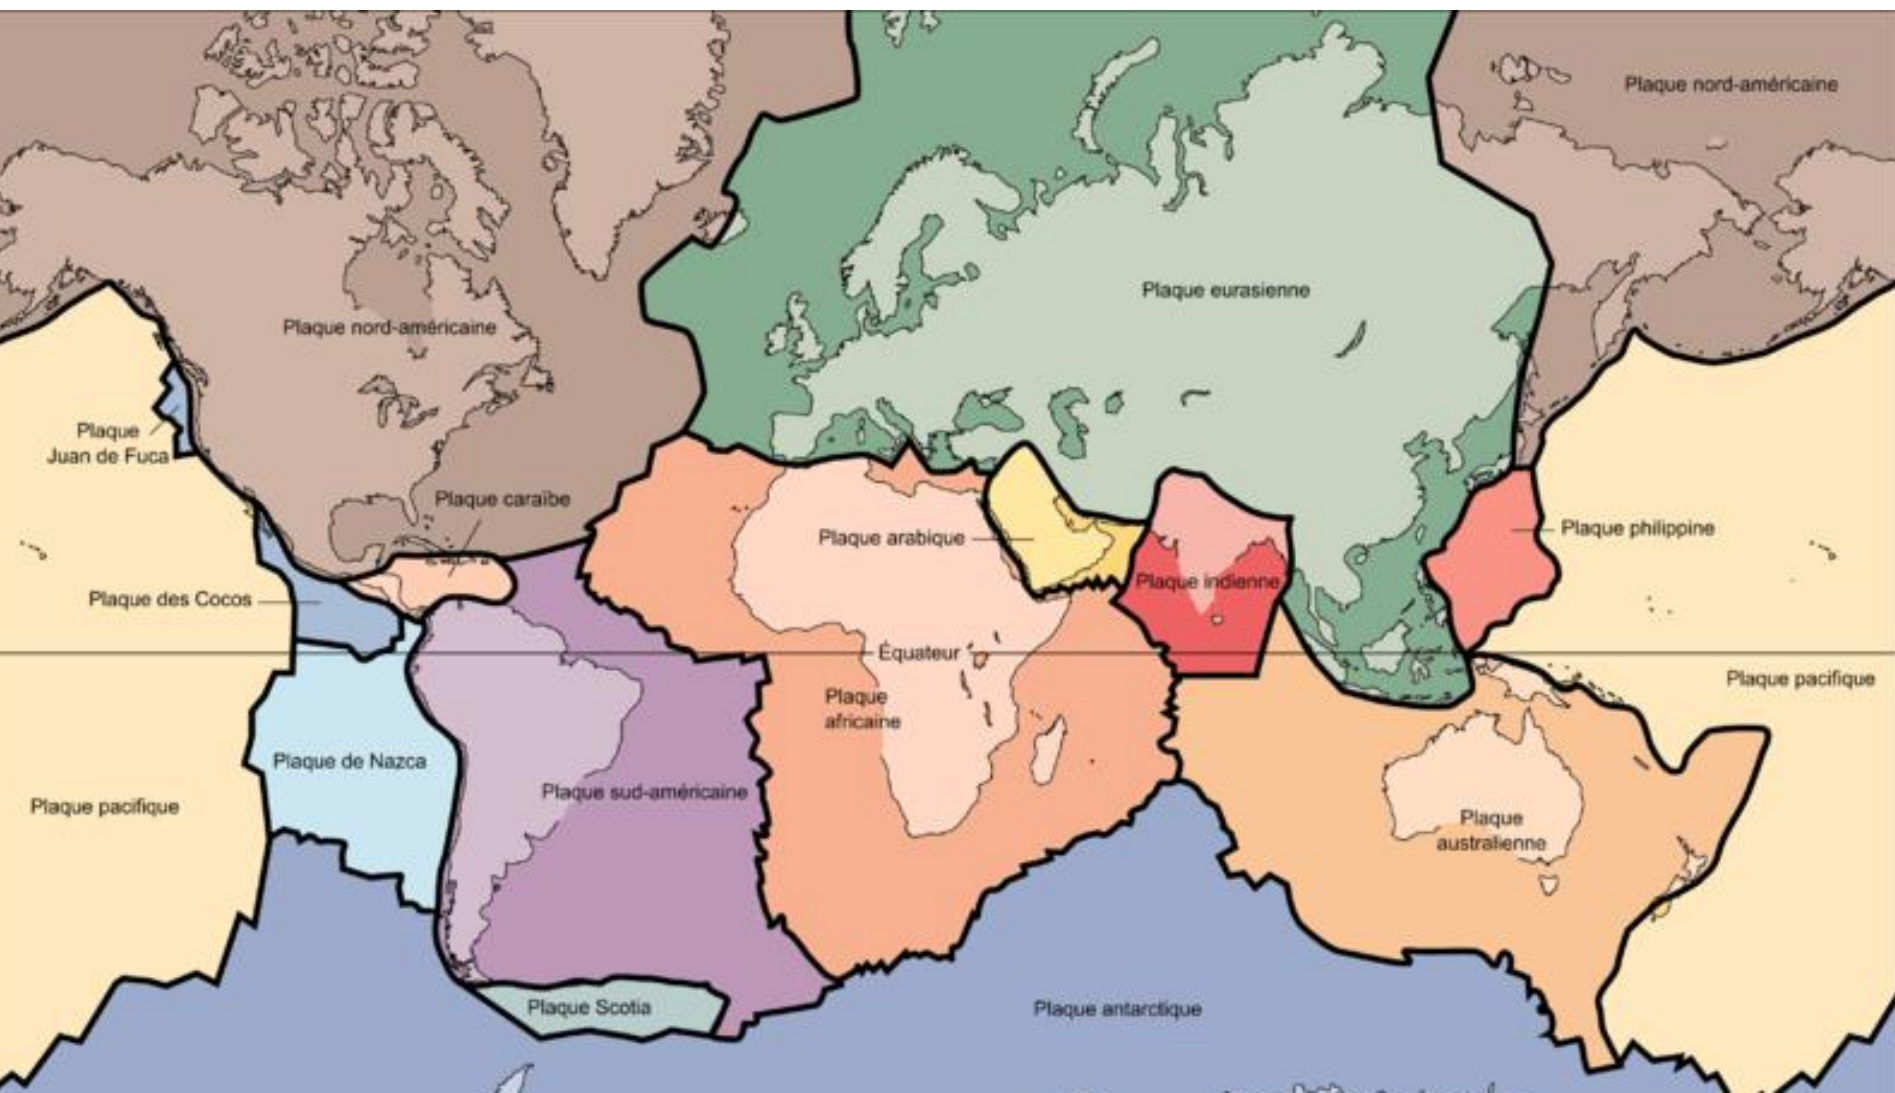 Plaque nord-américaine
Plaque eurasienne
Plaque nord-américaine
Plaque
Juan de Fuca
Plaque caraïbe
Plaque arabique
Plaque philippine
Plaque indienne
Plaque des Cocos
Équateur
Plaque
africaine
Plaque pacifique
Plaque de Nazca
Plaque sud-américaine
Plaque pacifique
Plaque
australienne
Plaque Scotia
Plaque antarctique